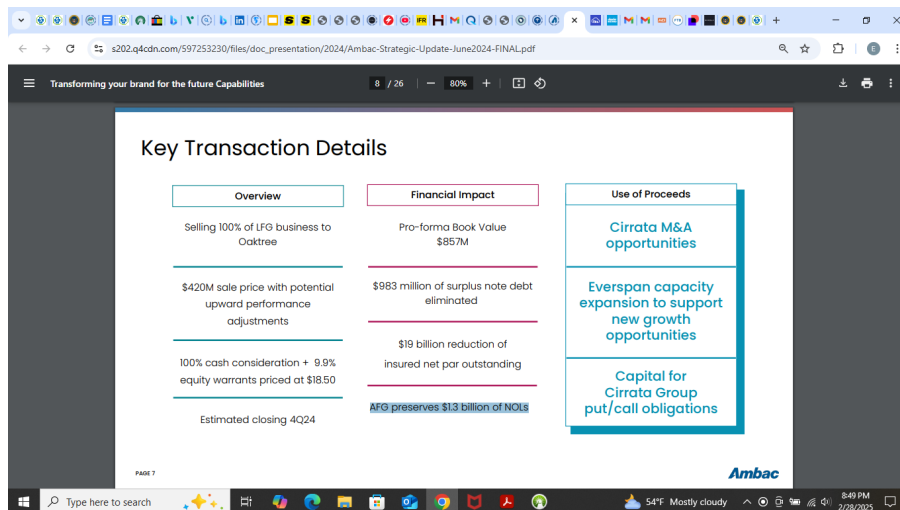 s202.q4cdn.com/597253230/files/doc_presentation/2024/Ambac-Strategic-Update-June2024-FINAL.pdf
E
Transforming your brand for the future Capabilities
8 / 26
80%
Key Transaction Details
Overview
Selling 100% of LFG business to
Oaktree
$420M sale price with potential
upward performance
adjustments
100% cash consideration + 9.9%
equity warrants priced at $18.50
Estimated closing 4Q24
Financial Impact
Pro-forma Book Value
$857M
$983 million of surplus note debt
eliminated
$19 billion reduction of
insured net par outstanding
AFG preserves $1.3 billion of NOLs
Use of Proceeds
Cirrata M&A
opportunities
Everspan capacity
expansion to support
new growth
opportunities
Capital for
Cirrata Group
put/call obligations
PAGE 7
Ambac
Type here to search
54°F Mostly cloudy
8:49 PM
2/28/2025